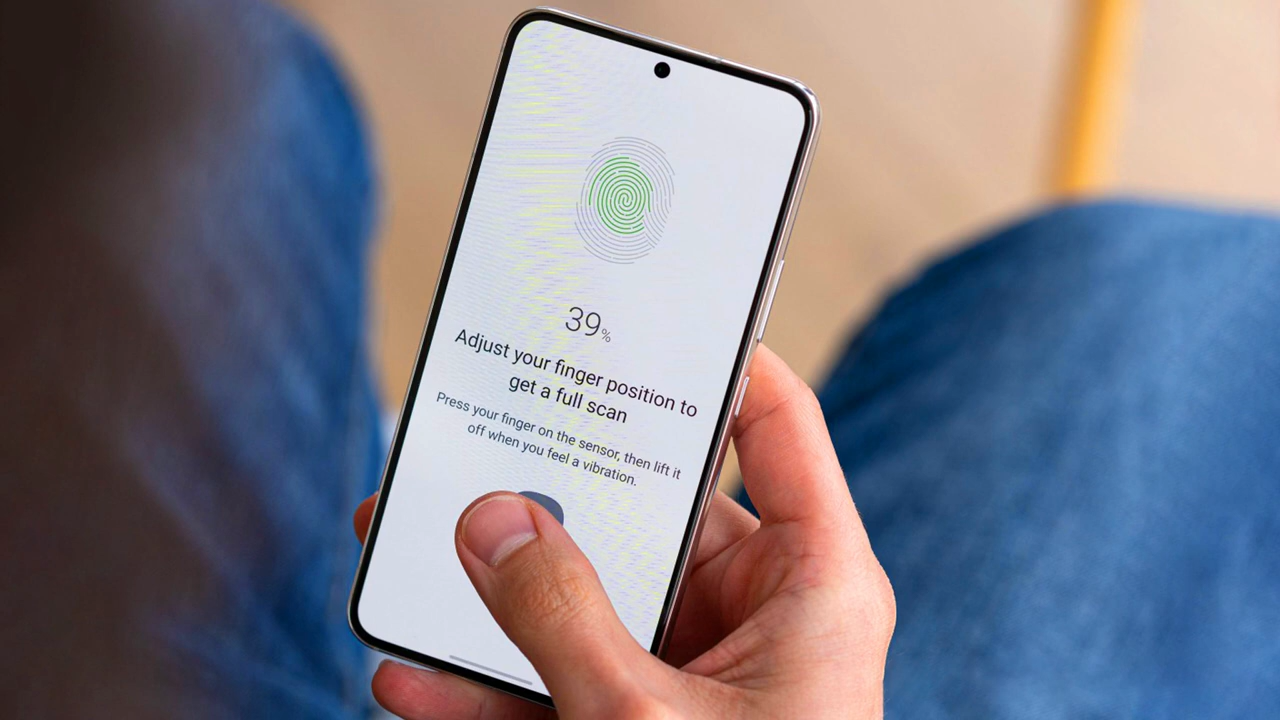 39%
Adjust your finger position to
get a full scan
Press your finger on the sensor, then lift it
off when you feel a vibration.